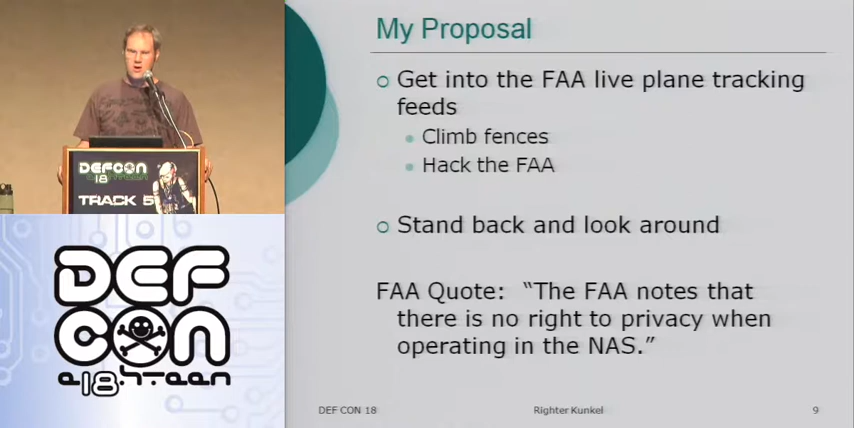 My Proposal
Get into the FAA live plane tracking
feeds
Climb fences
Hack the FAA
Stand back and look around
FAA Quote: “The FAA notes that
there is no right to privacy when
operating in the NAS.”
DEF CON 18
Righter Kunkel
9
DEFCON
18
TRACK 5
DEF
CON
e18hteen